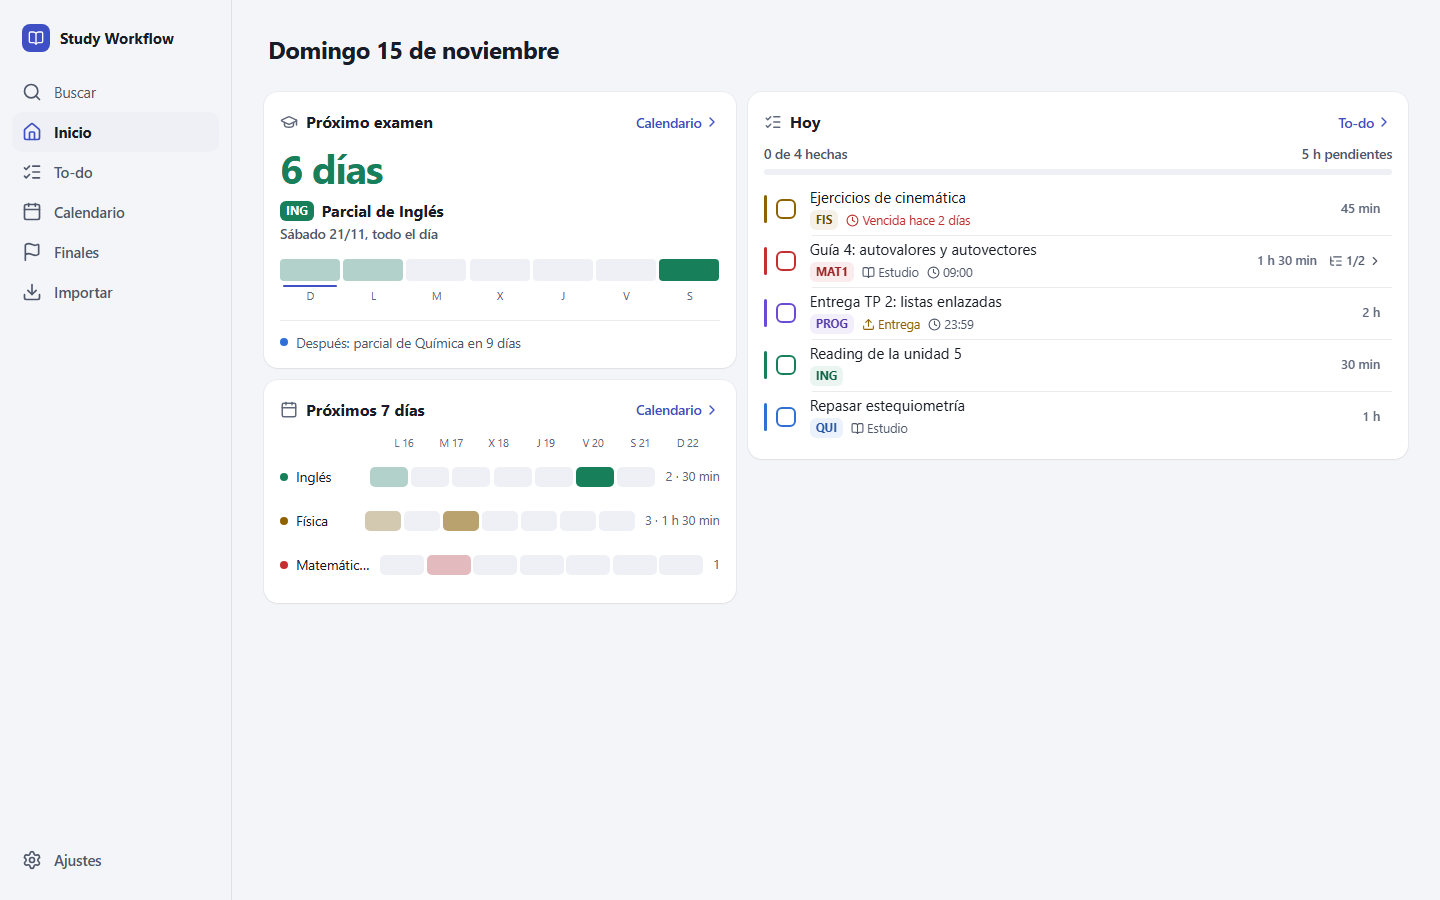 Study Workflow
Buscar
Inicio
To-do
Calendario
Finales
Importar
Ajustes
Domingo 15 de noviembre
Próximo examen
Calendario
6 días
ING Parcial de Inglés
Sábado 21/11, todo el día
D L M X J V S
Después: parcial de Química en 9 días
Próximos 7 días
Calendario
L 16 M 17 X 18 J 19 V 20 S 21 D 22
Inglés 2 · 30 min
Física 3 · 1 h 30 min
Matemátic... 1
Hoy
To-do
0 de 4 hechas 5 h pendientes
Ejercicios de cinemática
45 min
FIS Vencida hace 2 días
Guía 4: autovalores y autovectores
1 h 30 min 1/2
MAT1 Estudio 09:00
Entrega TP 2: listas enlazadas
2 h
PROG Entrega 23:59
Reading de la unidad 5
30 min
ING
Repasar estequiometría
1 h
QUI Estudio